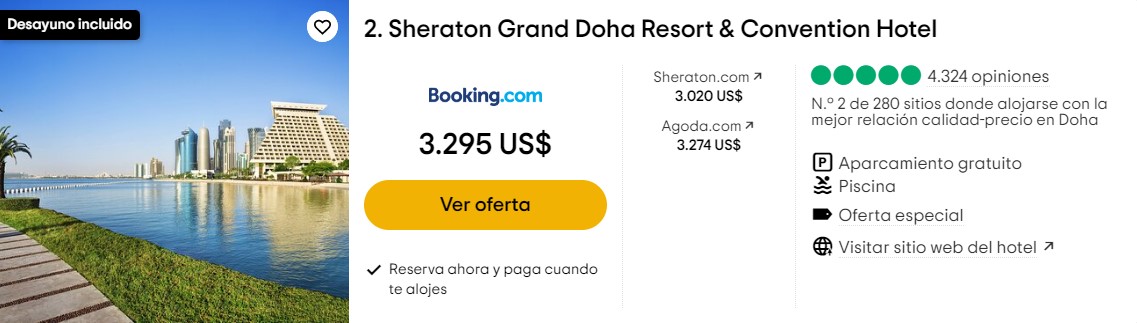 Desayuno incluido
2. Sheraton Grand Doha Resort & Convention Hotel
Booking.com
3.295 US$
Ver oferta
Reserva ahora y paga cuando
te alojes
Sheraton.com
3.020 US$
Agoda.com
3.274 US$
4.324 opiniones
N.º 2 de 280 sitios donde alojarse con la
mejor relación calidad-precio en Doha
P Aparcamiento gratuito
Piscina
Oferta especial
Visitar sitio web del hotel